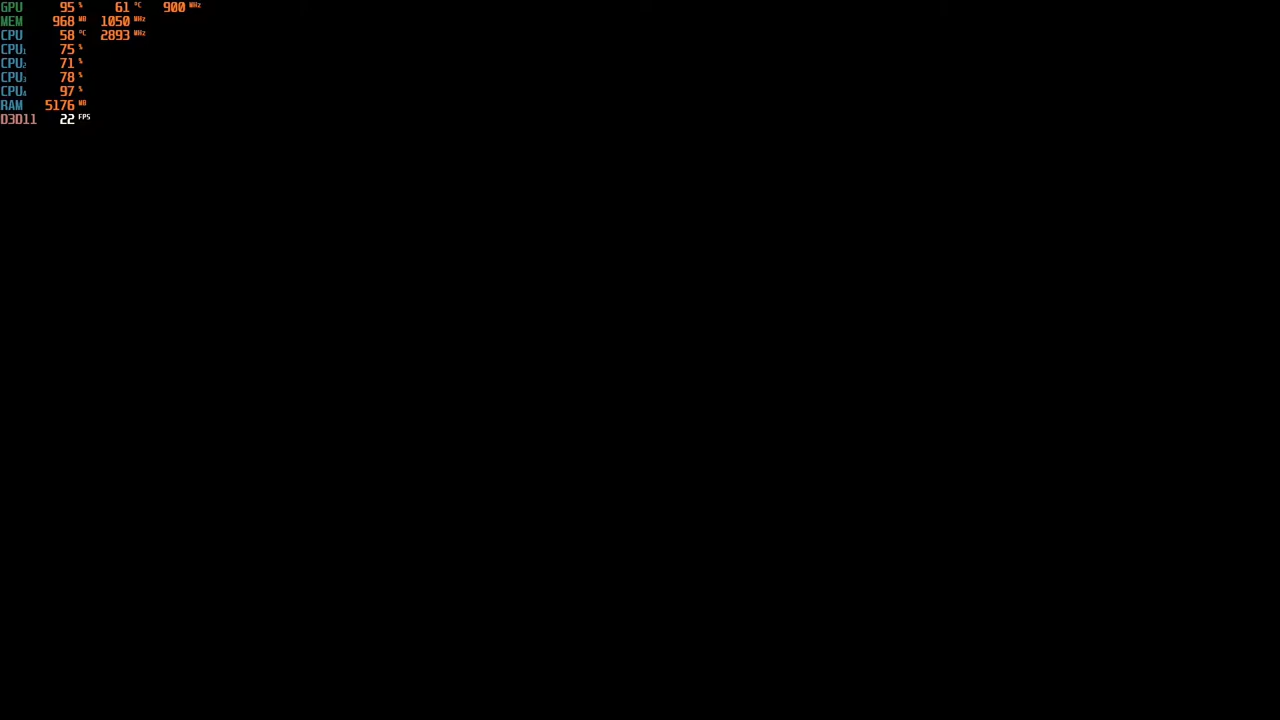 GPU 95 % 61 °C 900 MHz
MEM 968 MB 1050 MHz
CPU 58 °C 2893 MHz
CPU1 75 %
CPU2 71 %
CPU3 78 %
CPU4 97 %
RAM 5176 MB
D3D11 22 FPS